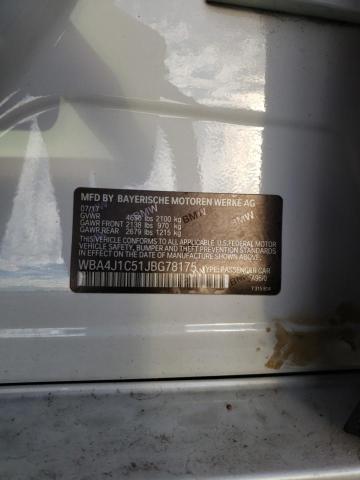 MFD BY BAYERISCHE MOTOREN WERKE AG
07/17
GVWR 4630 lbs 2100 kg
GAWR FRONT 2138 lbs 970 kg
GAWR REAR 2679 lbs 1215 kg
THIS VEHICLE CONFORMS TO ALL APPLICABLE U.S. FEDERAL MOTOR
VEHICLE SAFETY, BUMPER, AND THEFT
PREVENTION STANDARDS IN EFFECT ON THE DATE OF
MANUFACTURE SHOWN ABOVE.
WBA4J1C51JBG78175 TYPE: PASSENGER CAR
A96/0